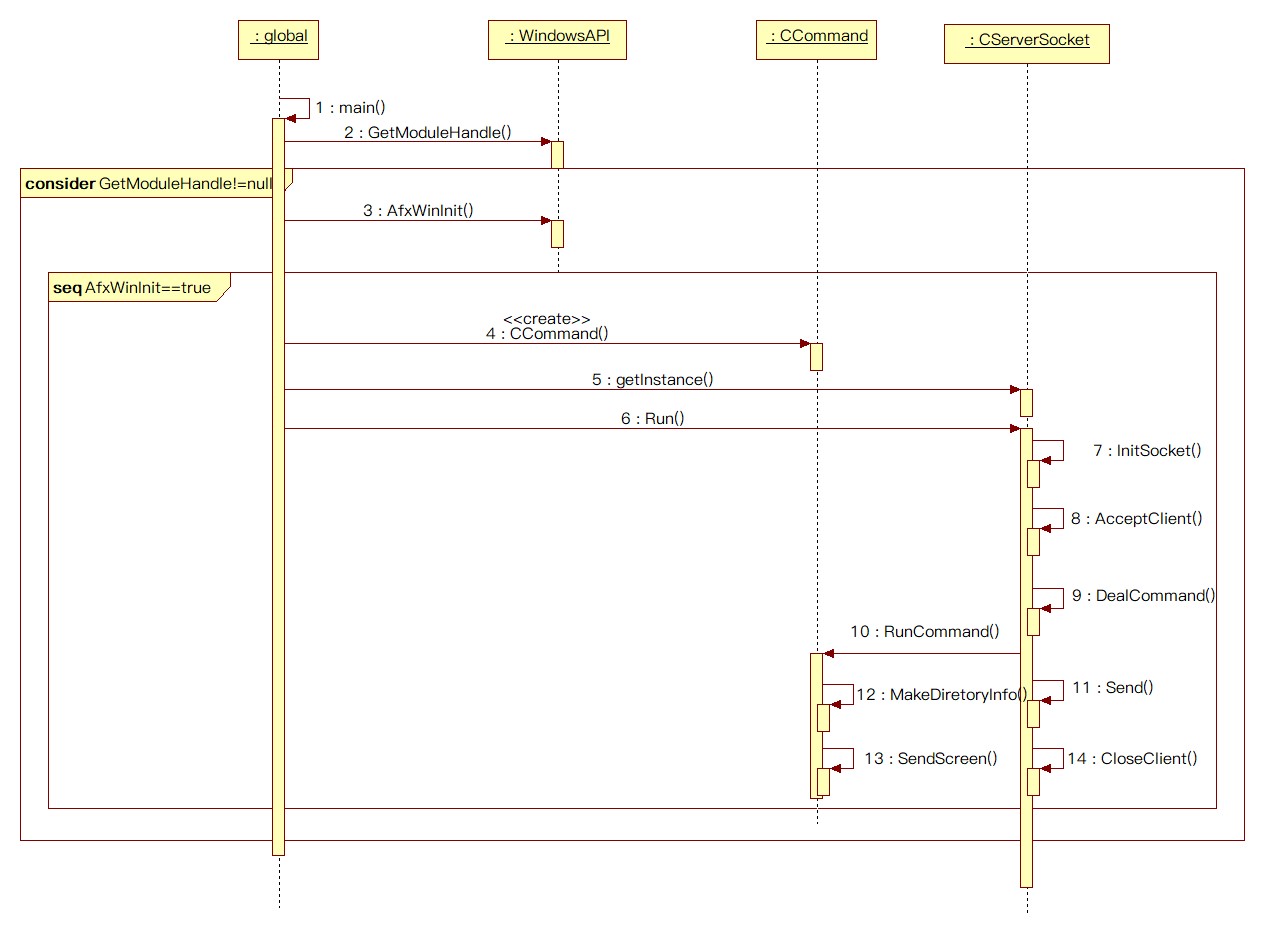 : global
: WindowsAPI
: CCommand
: CServerSocket
1 : main()
2 : GetModuleHandle()
consider GetModuleHandle!=null
3 : AfxWinInit()
seq AfxWinInit==true
<<create>>
4 : CCommand()
5 : getInstance()
6 : Run()
7 : InitSocket()
8 : AcceptClient()
9 : DealCommand()
10 : RunCommand()
11 : Send()
12 : MakeDiretoryInfo()
13 : SendScreen()
14 : CloseClient()